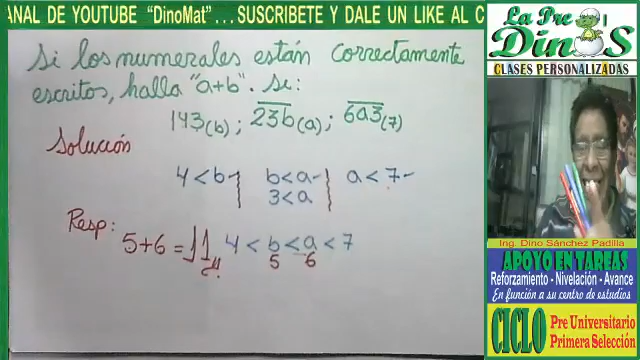 ANAL DE YOUTUBE “DinoMat”... SUSCRIBETE Y DALE UN LIKE AL C
La Pre
DinoS
CLASES PERSONALIZADAS
Si los numerales están correctamente
escritos, halla "a+b". Si:
143(b); 23b(a); 6a3(7)
Solución
4 < b | b < a | a < 7
3 < a
Resp:
5+6 = 11
4 < b < a < 7
5 6
Ing. Dino Sánchez Padilla
APOYO EN TAREAS
Reforzamiento - Nivelación - Avance
En función a su centro de estudios
CICLO Pre Universitario
Primera Selección